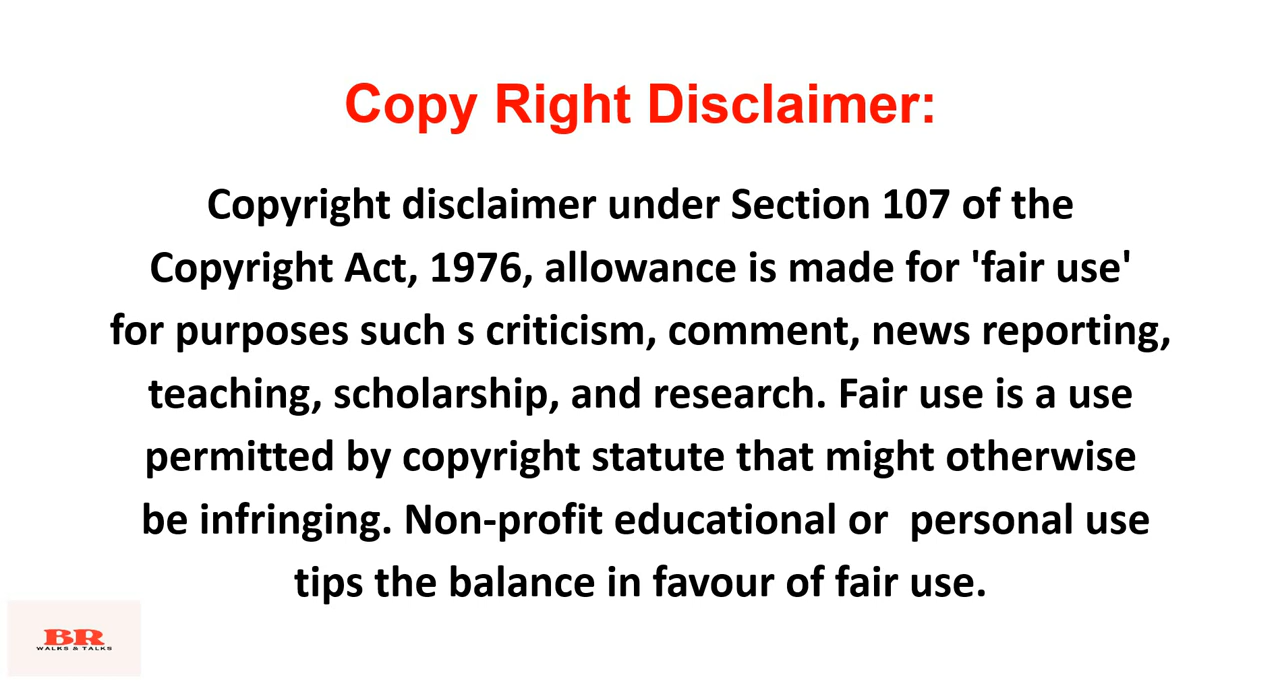 Copy Right Disclaimer:
Copyright disclaimer under Section 107 of the
Copyright Act, 1976, allowance is made for 'fair use'
for purposes such s criticism, comment, news reporting,
teaching, scholarship, and research. Fair use is a use
permitted by copyright statute that might otherwise
be infringing. Non-profit educational or  personal use
tips the balance in favour of fair use.
BR
WALKS & TALKS